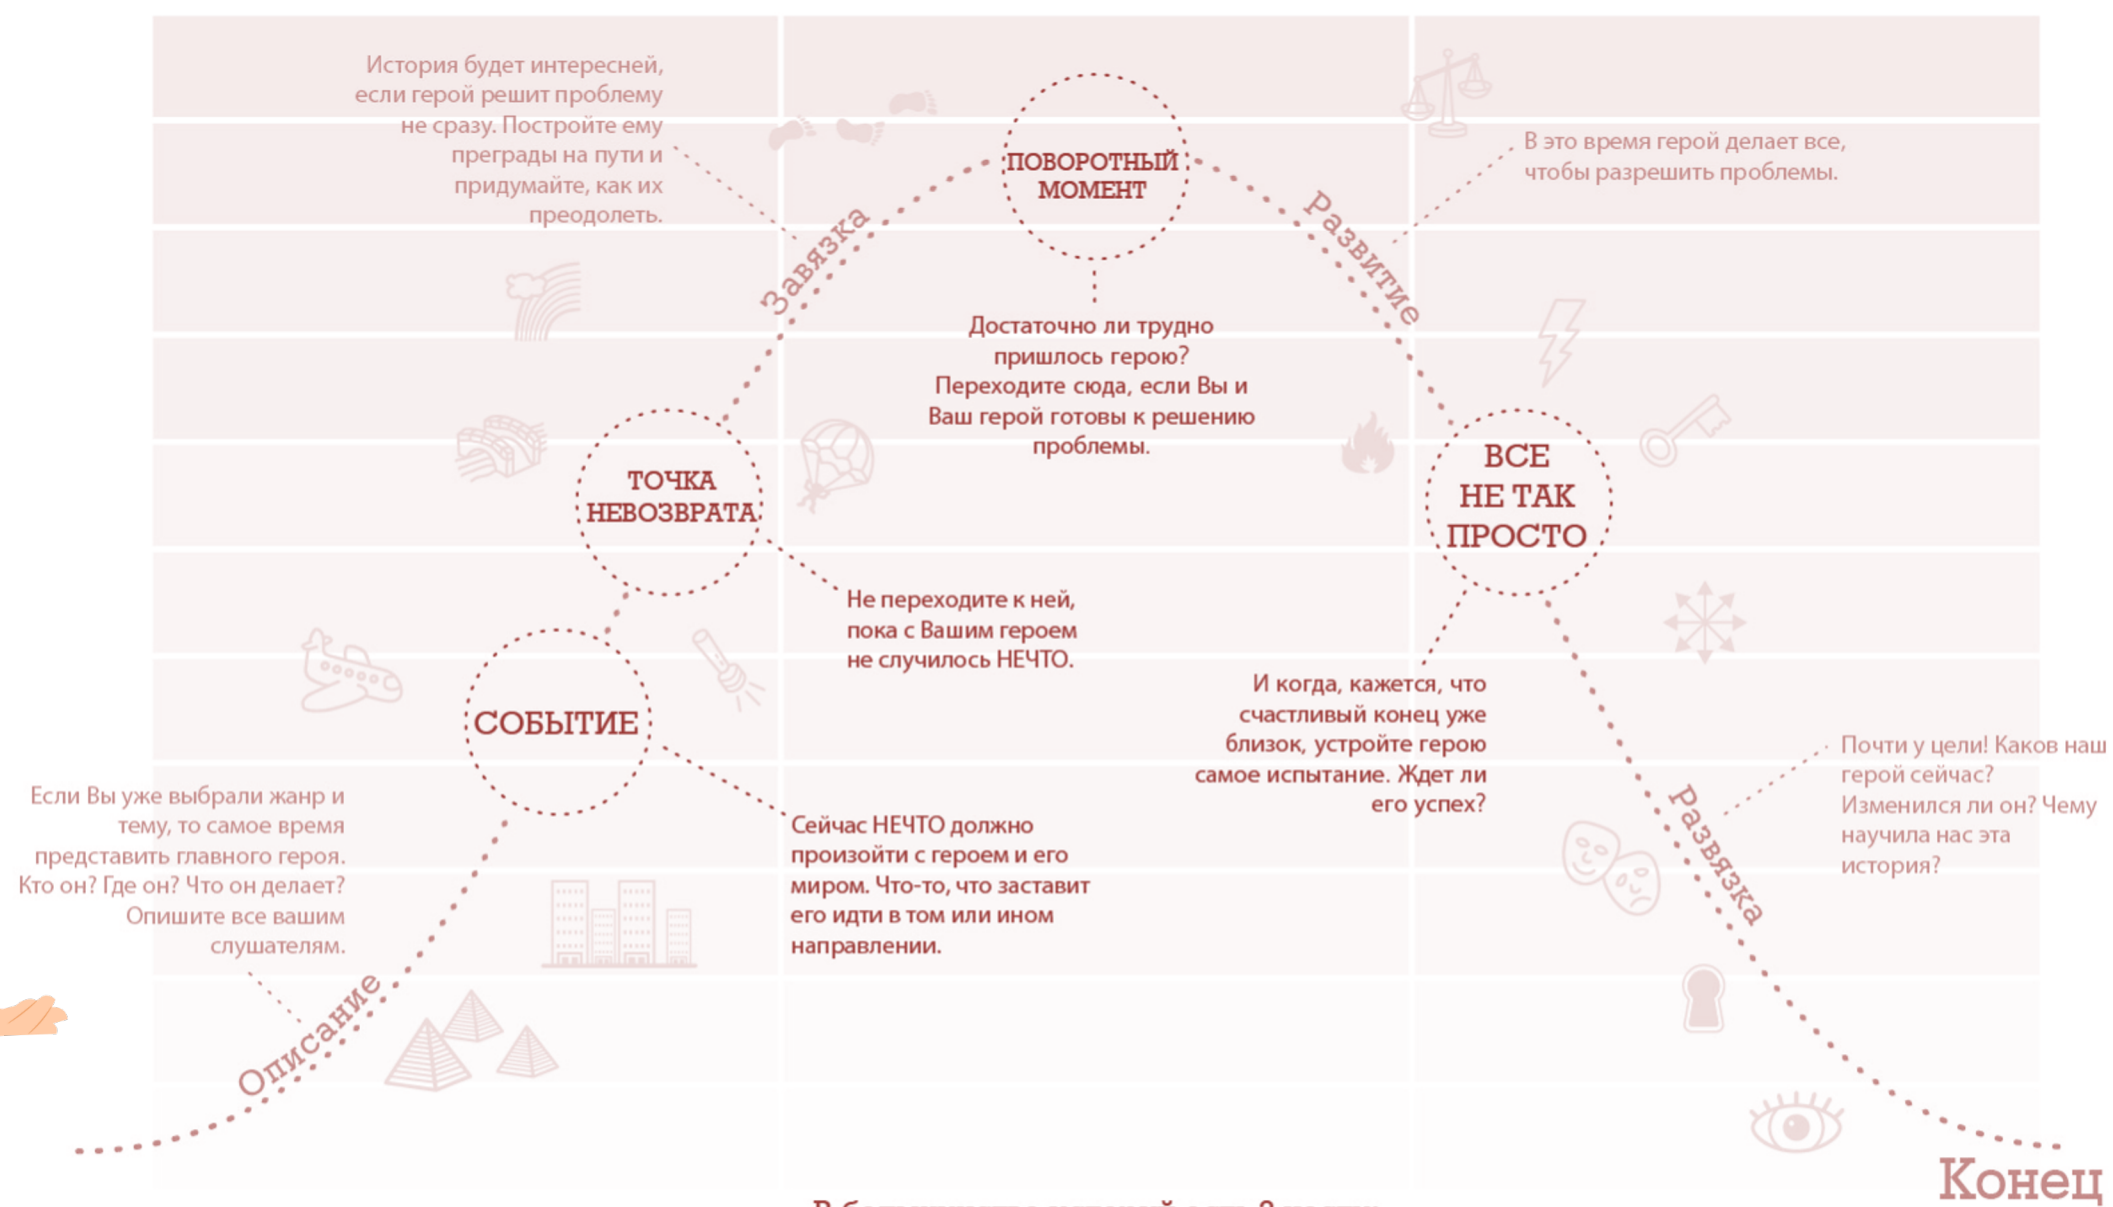 История будет интересней,
если герой решит проблему
не сразу. Постройте ему
преграды на пути и
придумайте, как их
преодолеть.
ПОВОРОТНЫЙ
МОМЕНТ
В это время герой делает все,
чтобы разрешить проблемы.
Завязка
Развитие
Достаточно ли трудно
пришлось герою?
Переходите сюда, если Вы и
Ваш герой готовы к решению
проблемы.
ТОЧКА
НЕВОЗВРАТА
ВСЕ
НЕ ТАК
ПРОСТО
Не переходите к ней,
пока с Вашим героем
не случилось НЕЧТО.
СОБЫТИЕ
И когда, кажется, что
счастливый конец уже
близок, устройте герою
самое испытание. Ждет ли
его успех?
Почти у цели! Каков наш
герой сейчас?
Изменился ли он? Чему
научила нас эта
история?
Развязка
Если Вы уже выбрали жанр и
тему, то самое время
представить главного героя.
Кто он? Где он? Что он делает?
Опишите все вашим
слушателям.
Сейчас НЕЧТО должно
произойти с героем и его
миром. Что-то, что заставит
его идти в том или ином
направлении.
Описание
Конец